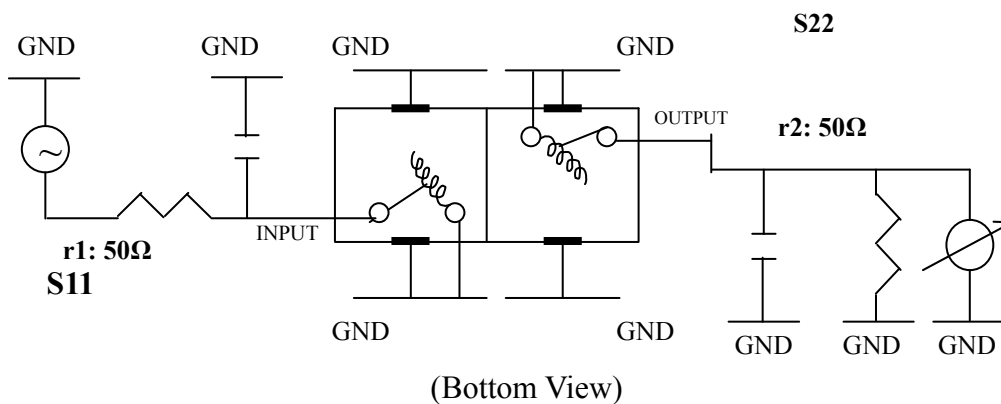 S22
GND
GND
GND
GND
OUTPUT
r2: 50Ω
~
INPUT
r1: 50Ω
S11
GND
GND
GND
GND
GND
(Bottom View)